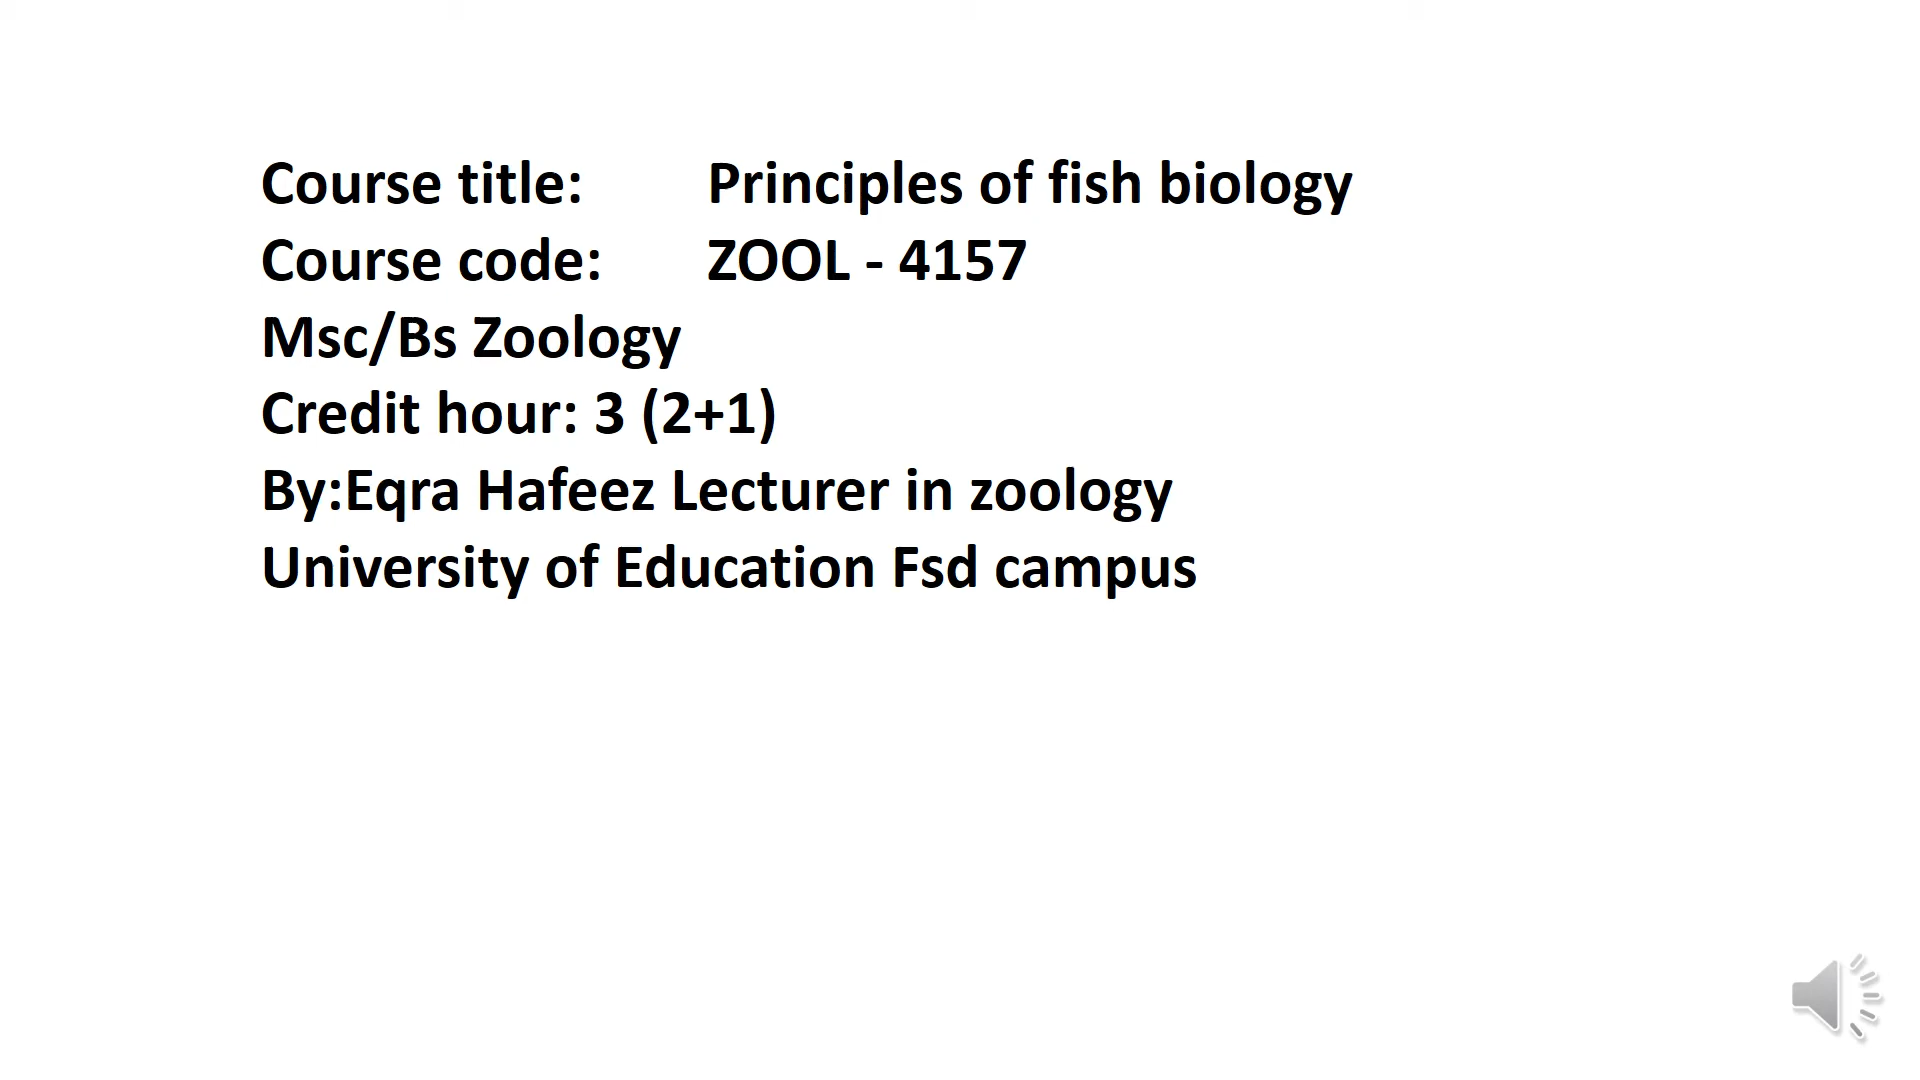 Course title: Principles of fish biology
Course code: ZOOL - 4157
Msc/Bs Zoology
Credit hour: 3 (2+1)
By:Eqra Hafeez Lecturer in zoology
University of Education Fsd campus